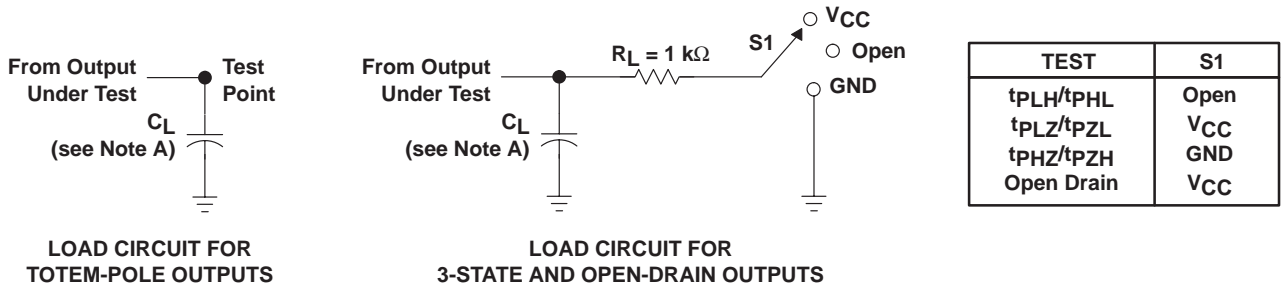 From Output
Under Test
Test
Point
CL
(see Note A)
LOAD CIRCUIT FOR
TOTEM-POLE OUTPUTS
From Output
Under Test
CL
(see Note A)
RL = 1 kΩ
S1
VCC
Open
GND
LOAD CIRCUIT FOR
3-STATE AND OPEN-DRAIN OUTPUTS
TEST S1
tPLH/tPHL Open
tPLZ/tPZL VCC
tPHZ/tPZH GND
Open Drain VCC